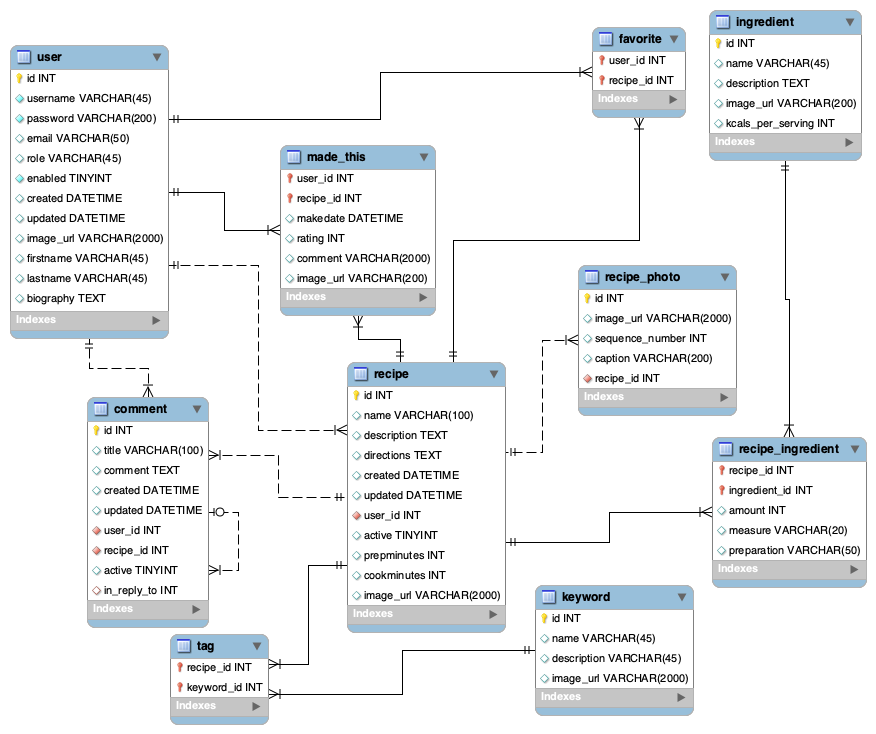 user
id INT
username VARCHAR(45)
password VARCHAR(200)
email VARCHAR(50)
role VARCHAR(45)
enabled TINYINT
created DATETIME
updated DATETIME
image_url VARCHAR(2000)
firstname VARCHAR(45)
lastname VARCHAR(45)
biography TEXT
Indexes
made_this
user_id INT
recipe_id INT
makedate DATETIME
rating INT
comment VARCHAR(2000)
image_url VARCHAR(200)
Indexes
favorite
user_id INT
recipe_id INT
Indexes
ingredient
id INT
name VARCHAR(45)
description TEXT
image_url VARCHAR(200)
kcals_per_serving INT
Indexes
recipe_photo
id INT
image_url VARCHAR(2000)
sequence_number INT
caption VARCHAR(200)
recipe_id INT
Indexes
comment
id INT
title VARCHAR(100)
comment TEXT
created DATETIME
updated DATETIME
user_id INT
recipe_id INT
active TINYINT
in_reply_to INT
Indexes
recipe
id INT
name VARCHAR(100)
description TEXT
directions TEXT
created DATETIME
updated DATETIME
user_id INT
active TINYINT
prepminutes INT
cookminutes INT
image_url VARCHAR(2000)
Indexes
recipe_ingredient
recipe_id INT
ingredient_id INT
amount INT
measure VARCHAR(20)
preparation VARCHAR(50)
Indexes
tag
recipe_id INT
keyword_id INT
Indexes
keyword
id INT
name VARCHAR(45)
description VARCHAR(45)
image_url VARCHAR(2000)
Indexes